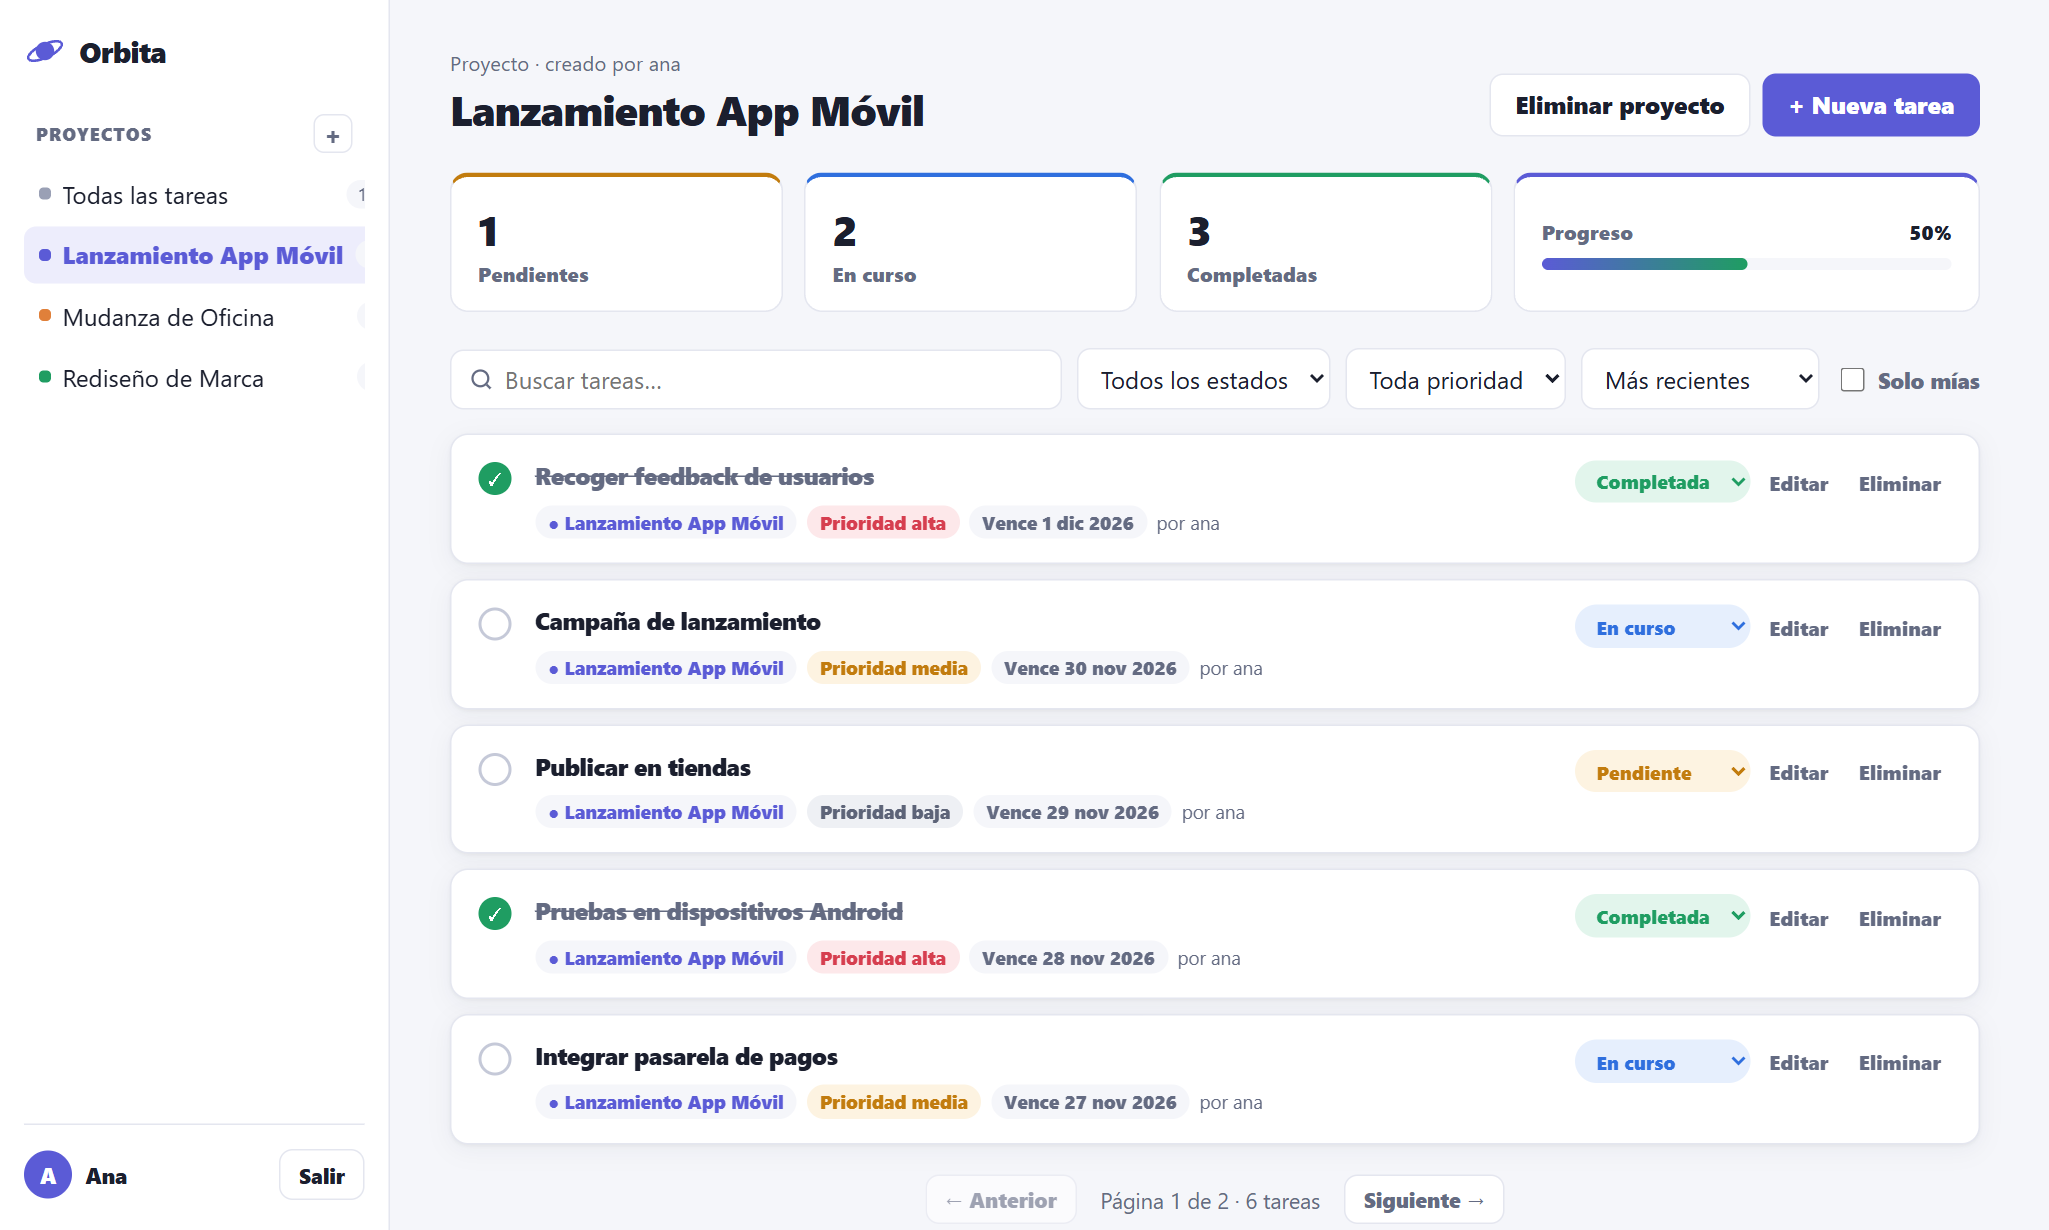 Orbita
PROYECTOS
+
Todas las tareas
1
Lanzamiento App Móvil
Mudanza de Oficina
Rediseño de Marca
A
Ana
Salir
Proyecto · creado por ana
Lanzamiento App Móvil
Eliminar proyecto
+ Nueva tarea
1
Pendientes
2
En curso
3
Completadas
Progreso 50%
Buscar tareas...
Todos los estados
Toda prioridad
Más recientes
Solo mías
Recoger feedback de usuarios
Lanzamiento App Móvil Prioridad alta Vence 1 dic 2026 por ana
Completada Editar Eliminar
Campaña de lanzamiento
Lanzamiento App Móvil Prioridad media Vence 30 nov 2026 por ana
En curso Editar Eliminar
Publicar en tiendas
Lanzamiento App Móvil Prioridad baja Vence 29 nov 2026 por ana
Pendiente Editar Eliminar
Pruebas en dispositivos Android
Lanzamiento App Móvil Prioridad alta Vence 28 nov 2026 por ana
Completada Editar Eliminar
Integrar pasarela de pagos
Lanzamiento App Móvil Prioridad media Vence 27 nov 2026 por ana
En curso Editar Eliminar
← Anterior
Página 1 de 2 · 6 tareas
Siguiente →